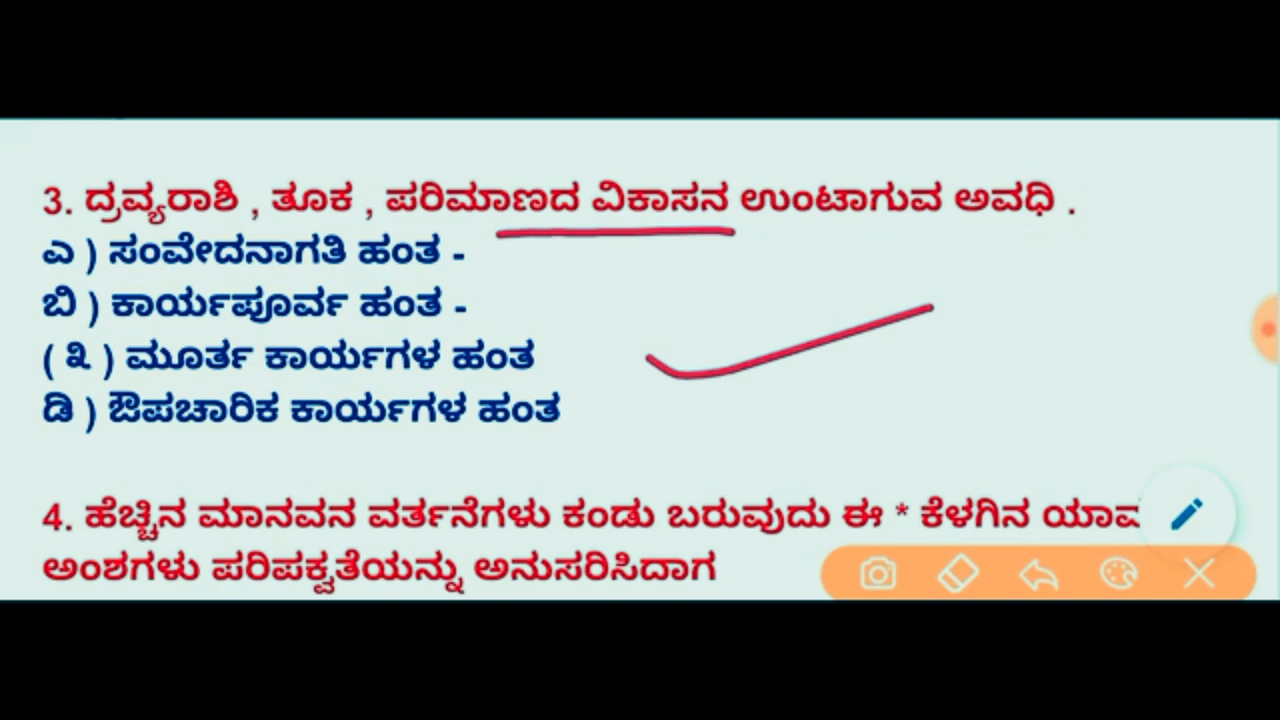 3. ದ್ರವ್ಯರಾಶಿ , ತೂಕ , ಪರಿಮಾಣದ ವಿಕಾಸನ ಉಂಟಾಗುವ ಅವಧಿ .
ಎ ) ಸಂವೇದನಾಗತಿ ಹಂತ -
ಬಿ ) ಕಾರ್ಯಪೂರ್ವ ಹಂತ -
( ೩ ) ಮೂರ್ತ ಕಾರ್ಯಗಳ ಹಂತ
ಡಿ ) ಔಪಚಾರಿಕ ಕಾರ್ಯಗಳ ಹಂತ
4. ಹೆಚ್ಚಿನ ಮಾನವನ ವರ್ತನೆಗಳು ಕಂಡು ಬರುವುದು ಈ * ಕೆಳಗಿನ
ಅಂಶಗಳು ಪರಿಪಕ್ವತೆಯನ್ನು ಅನುಸರಿಸಿದಾಗ